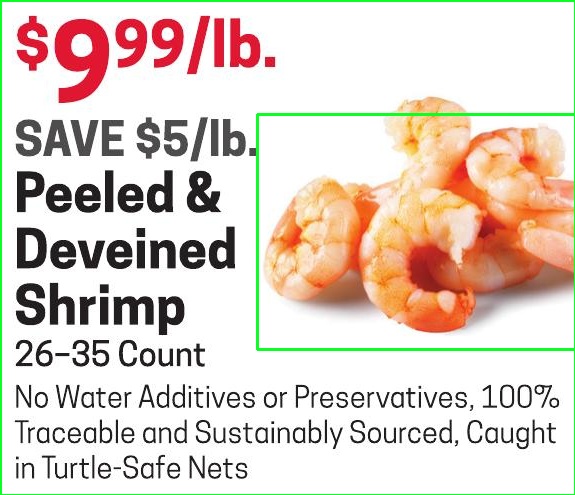 $9.99/lb.
SAVE $5/lb.
Peeled &
Deveined
Shrimp
26–35 Count
No Water Additives or Preservatives, 100%
Traceable and Sustainably Sourced, Caught
in Turtle-Safe Nets